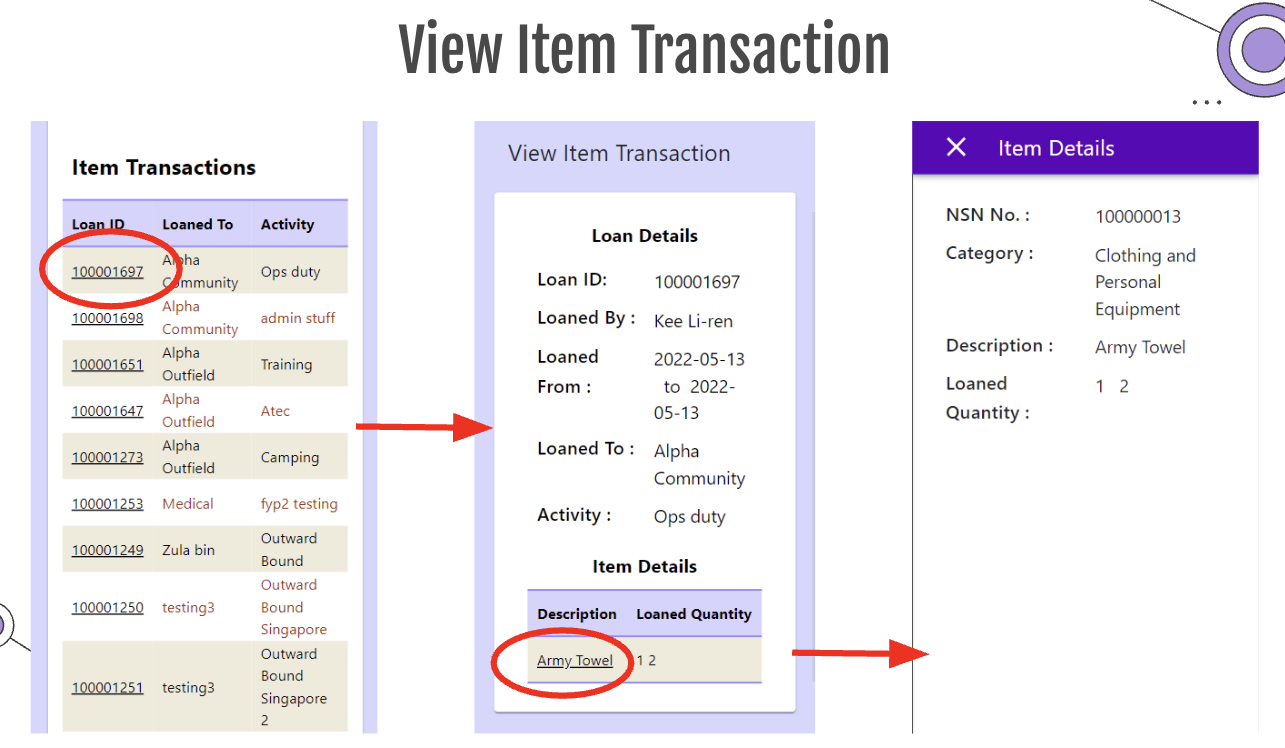 View Item Transaction
...
Item Transactions
Loan ID Loaned To Activity
100001697 Alpha Community Ops duty
100001698 Alpha Community admin stuff
100001651 Alpha Outfield Training
100001647 Alpha Outfield Atec
100001273 Alpha Outfield Camping
100001253 Medical fyp2 testing
100001249 Zula bin Outward Bound
100001250 testing3 Outward Bound Singapore
100001251 testing3 Outward Bound Singapore 2
View Item Transaction
Loan Details
Loan ID: 100001697
Loaned By : Kee Li-ren
Loaned From : 2022-05-13 to 2022-05-13
Loaned To : Alpha Community
Activity : Ops duty
Item Details
Description Loaned Quantity
Army Towel 1 2
Item Details
NSN No. : 100000013
Category : Clothing and Personal Equipment
Description : Army Towel
Loaned Quantity : 1 2